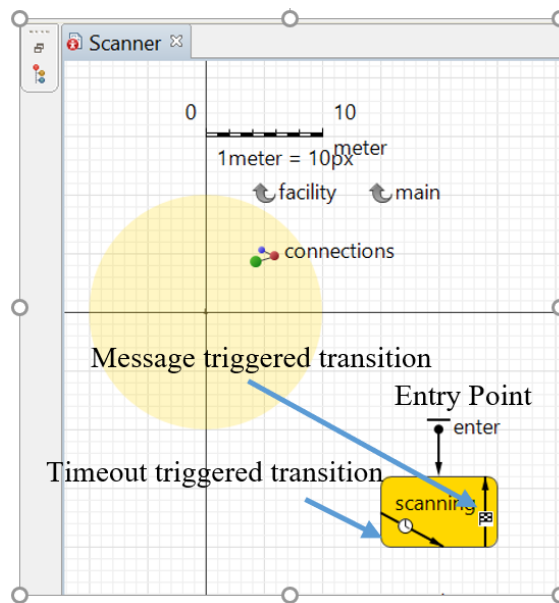 Scanner
0 10
meter
1meter = 10px
facility main
connections
Message triggered transition
Entry Point
enter
Timeout triggered transition
scanning